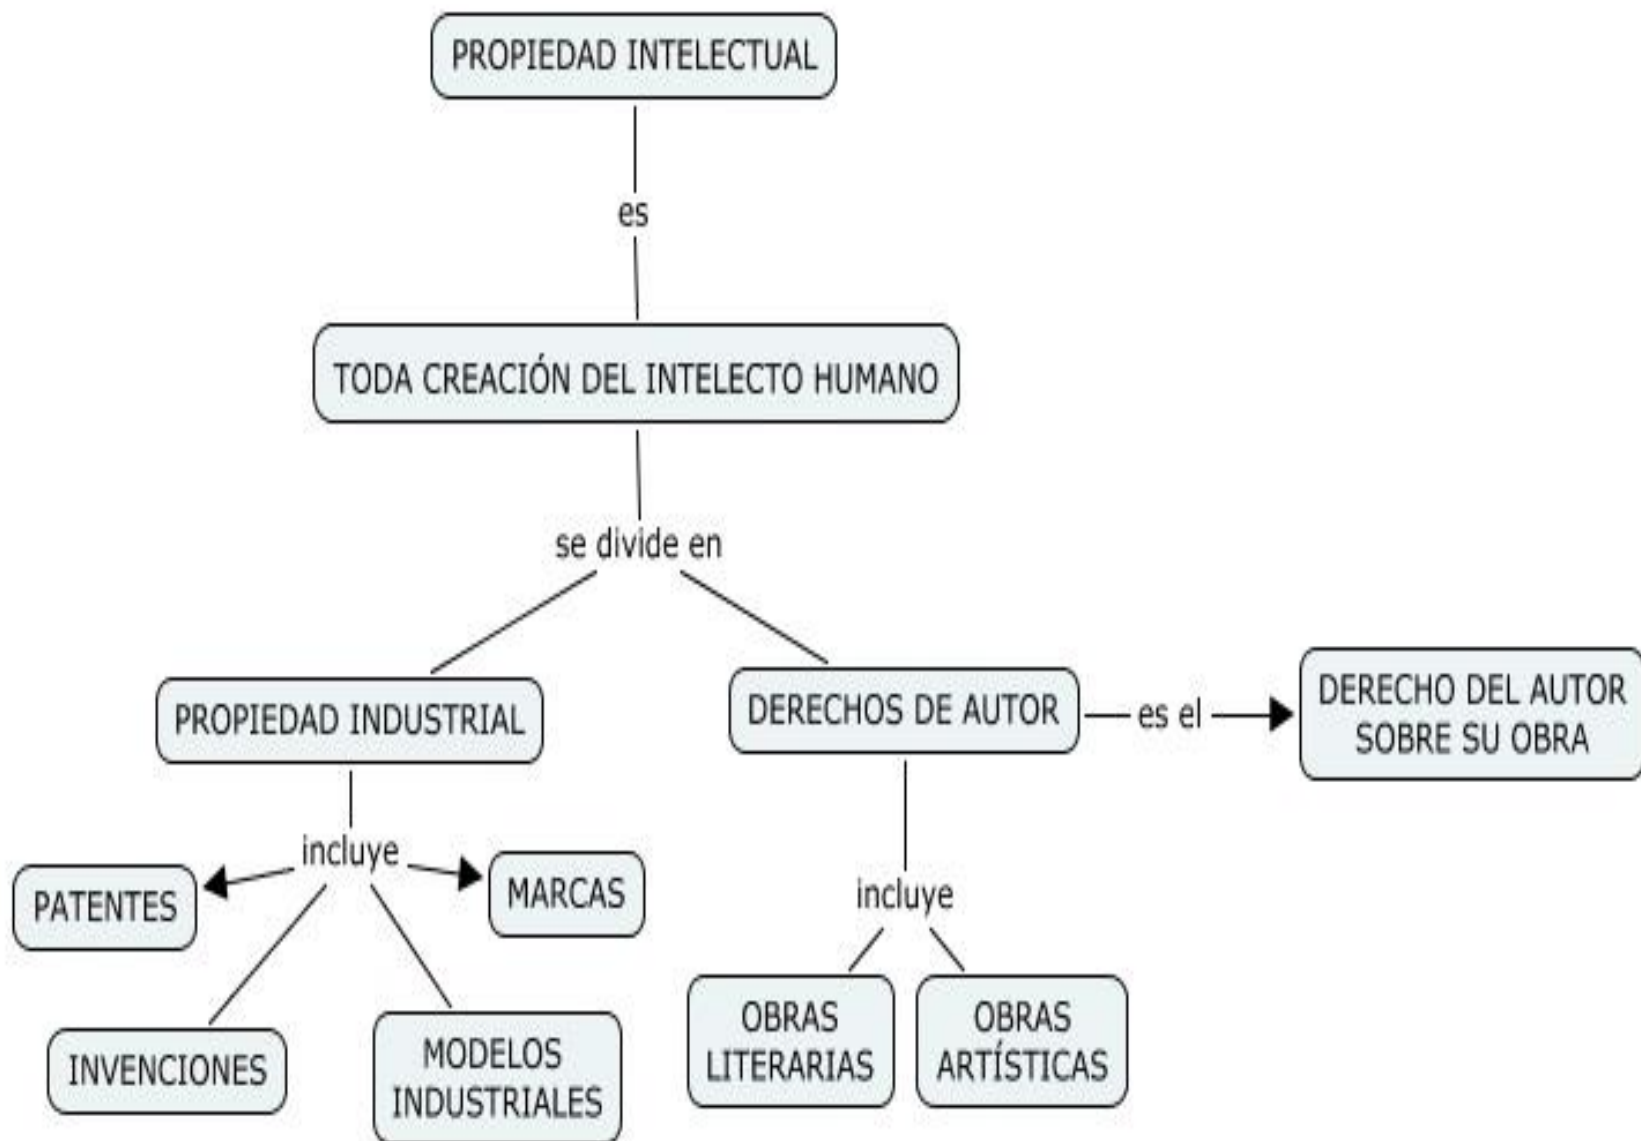 PROPIEDAD INTELECTUAL
es
TODA CREACIÓN DEL INTELECTO HUMANO
se divide en
PROPIEDAD INDUSTRIAL
DERECHOS DE AUTOR
es el
DERECHO DEL AUTOR
SOBRE SU OBRA
incluye
PATENTES
MARCAS
INVENCIONES
MODELOS
INDUSTRIALES
incluye
OBRAS
LITERARIAS
OBRAS
ARTÍSTICAS